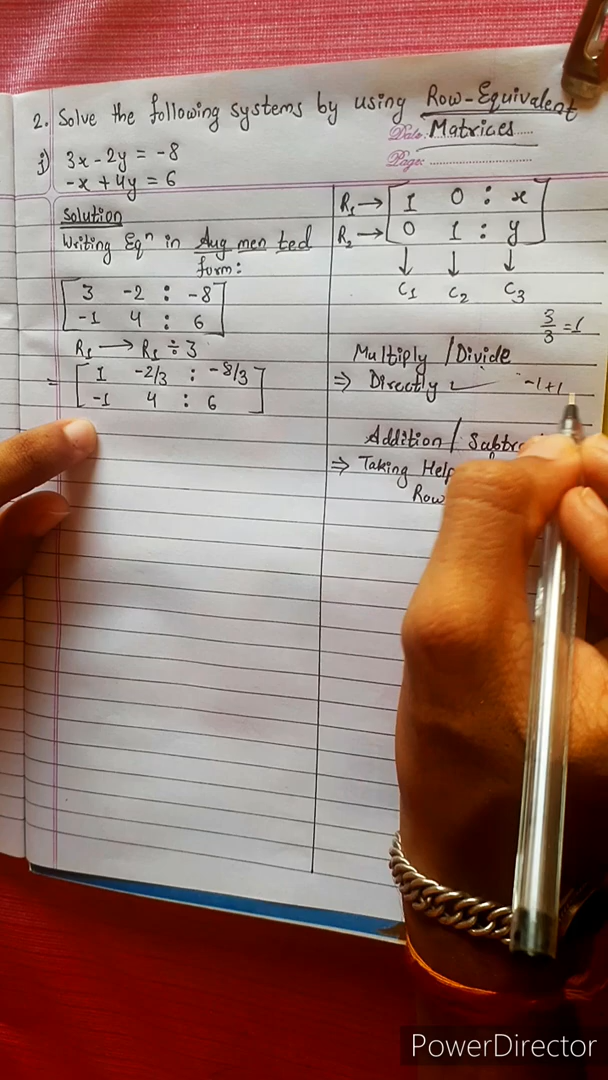 2. Solve the following systems by using Row-Equivalent Matrices
Date:
Page:
i) 3x - 2y = -8
-x + 4y = 6
Solution
Writing Eqⁿ in Augmented
form:
[ 3 -2 : -8 ]
[ -1 4 : 6 ]
R₁ → R₁ ÷ 3
= [ 1 -2/3 : -8/3 ]
[ -1 4 : 6 ]
R₁ → [ 1 0 : x ]
R₂ → [ 0 1 : y ]
↓ ↓ ↓
C₁ C₂ C₃
3/3 = 1
Multiply / Divide
⇒ Directly ✓ -1+1
Addition /
⇒ Taking Help
Row
PowerDirector